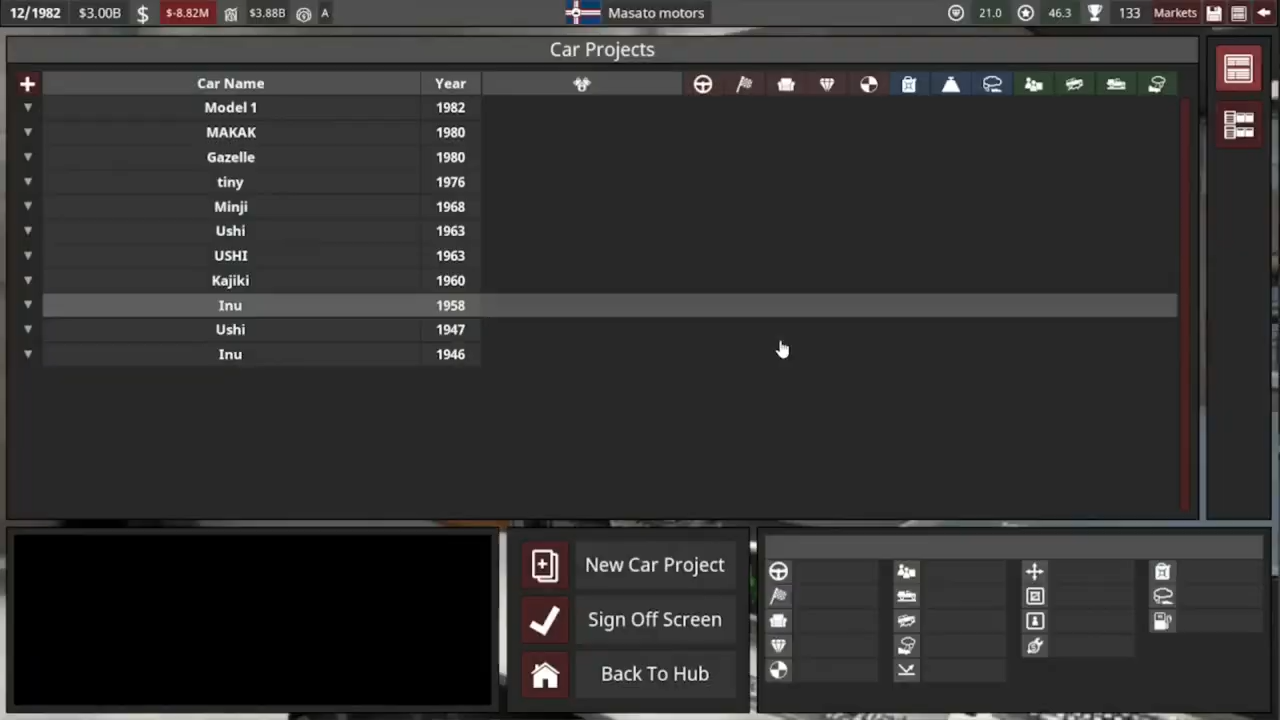 12/1982 $3.00B $ $-8.82M $3.88B A Masato motors 21.0 46.3 133 Markets
Car Projects
Car Name Year
Model 1 1982
MAKAK 1980
Gazelle 1980
tiny 1976
Minji 1968
Ushi 1963
USHI 1963
Kajiki 1960
Inu 1958
Ushi 1947
Inu 1946
New Car Project
Sign Off Screen
Back To Hub